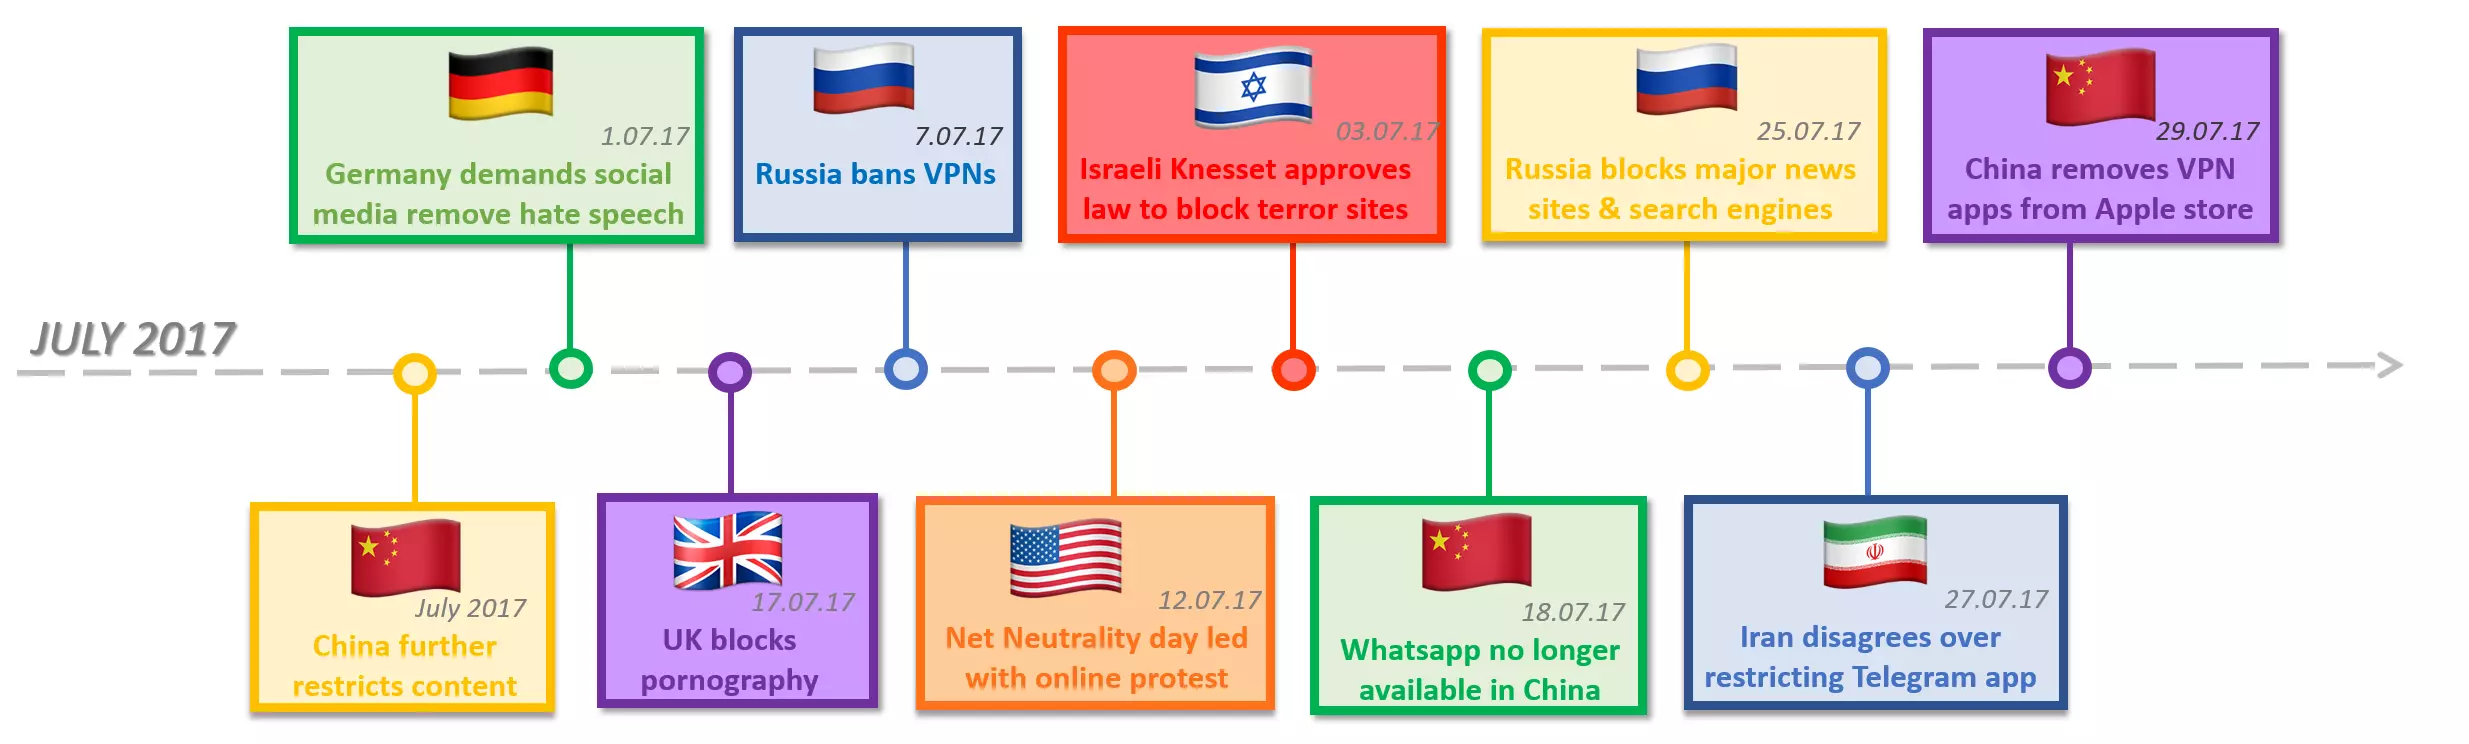 JULY 2017
1.07.17
Germany demands social
media remove hate speech
7.07.17
Russia bans VPNs
03.07.17
Israeli Knesset approves
law to block terror sites
25.07.17
Russia blocks major news
sites & search engines
29.07.17
China removes VPN
apps from Apple store
July 2017
China further
restricts content
17.07.17
UK blocks
pornography
12.07.17
Net Neutrality day led
with online protest
18.07.17
Whatsapp no longer
available in China
27.07.17
Iran disagrees over
restricting Telegram app